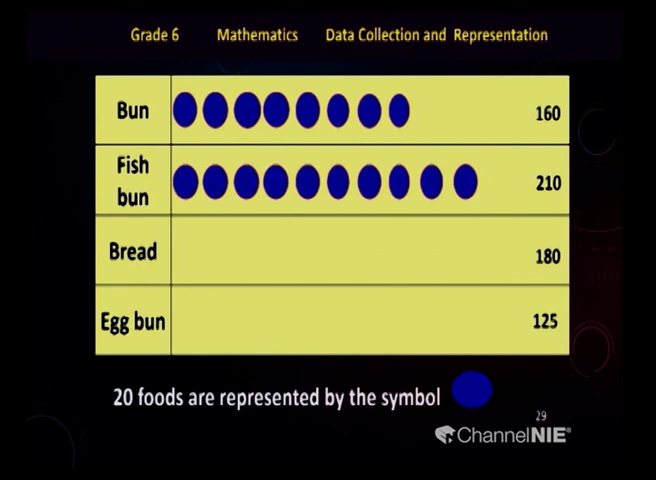 Grade 6 Mathematics Data Collection and Representation
Bun 160
Fish
bun 210
Bread 180
Egg bun 125
20 foods are represented by the symbol
29
ChannelNIE